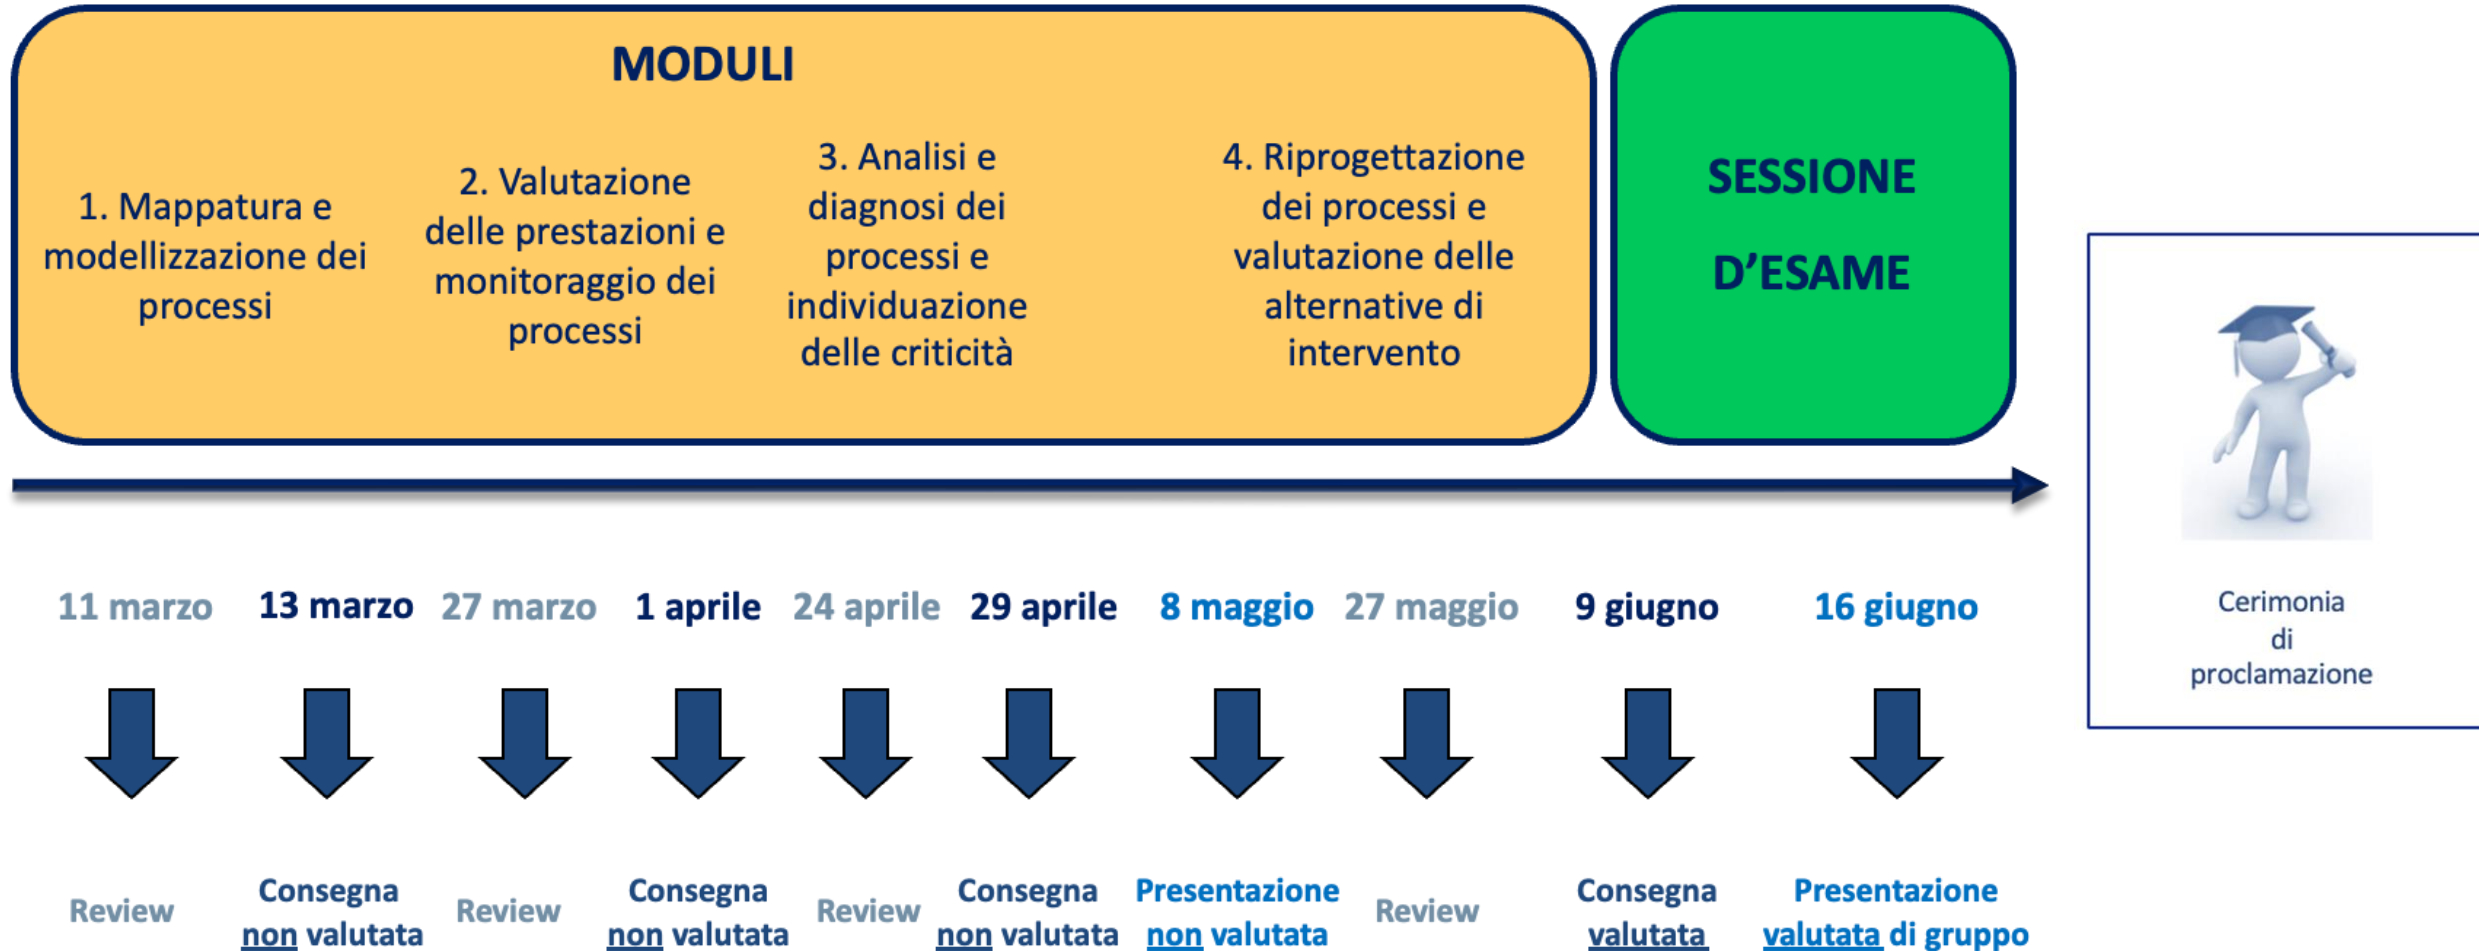 MODULI
1. Mappatura e
modellizzazione dei
processi
2. Valutazione
delle prestazioni e
monitoraggio dei
processi
3. Analisi e
diagnosi dei
processi e
individuazione
delle criticità
4. Riprogettazione
dei processi e
valutazione delle
alternative di
intervento
SESSIONE
D’ESAME
Cerimonia
di
proclamazione
11 marzo
13 marzo
27 marzo
1 aprile
24 aprile
29 aprile
8 maggio
27 maggio
9 giugno
16 giugno
Review
Consegna
non valutata
Review
Consegna
non valutata
Review
Consegna
non valutata
Presentazione
non valutata
Review
Consegna
valutata
Presentazione
valutata di gruppo